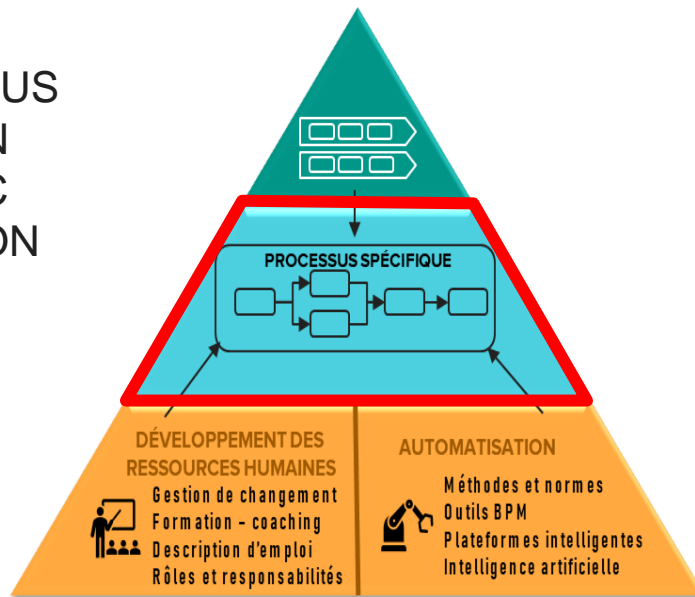 US
N
C
ON
PROCESSUS SPÉCIFIQUE
DÉVELOPPEMENT DES
RESSOURCES HUMAINES
Gestion de changement
Formation - coaching
Description d'emploi
Rôles et responsabilités
AUTOMATISATION
Méthodes et normes
Outils BPM
Plateformes intelligentes
Intelligence artificielle